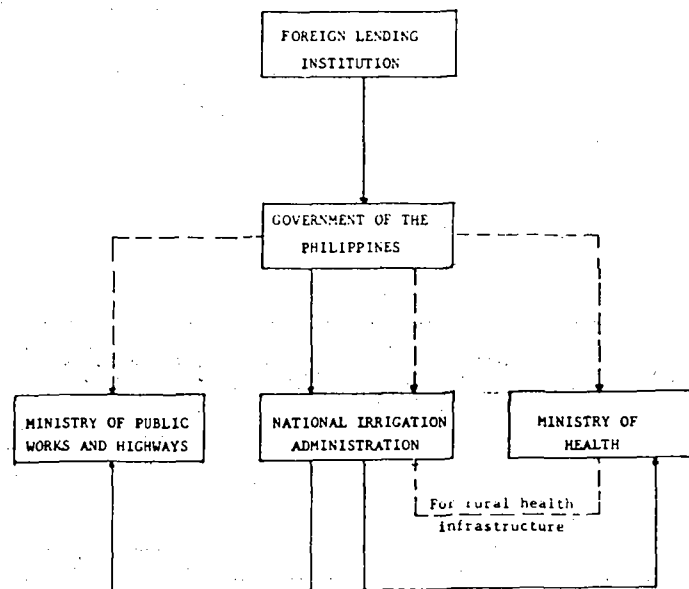 FOREIGN LENDING
INSTITUTION
GOVERNMENT OF THE
PHILIPPINES
MINISTRY OF PUBLIC
WORKS AND HIGHWAYS
NATIONAL IRRIGATION
ADMINISTRATION
MINISTRY OF
HEALTH
For rural health
infrastructure